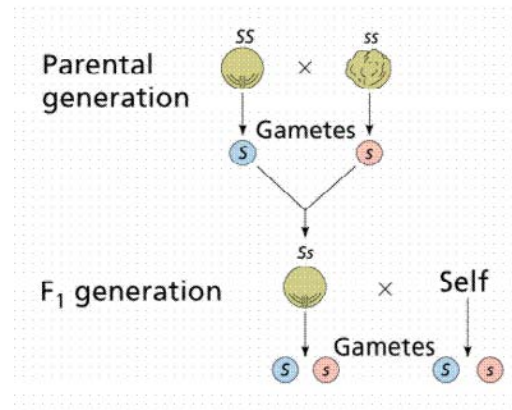 SS ss
Parental × 
generation
Gametes
S s
Ss
F₁ generation × Self
Gametes
S s S s